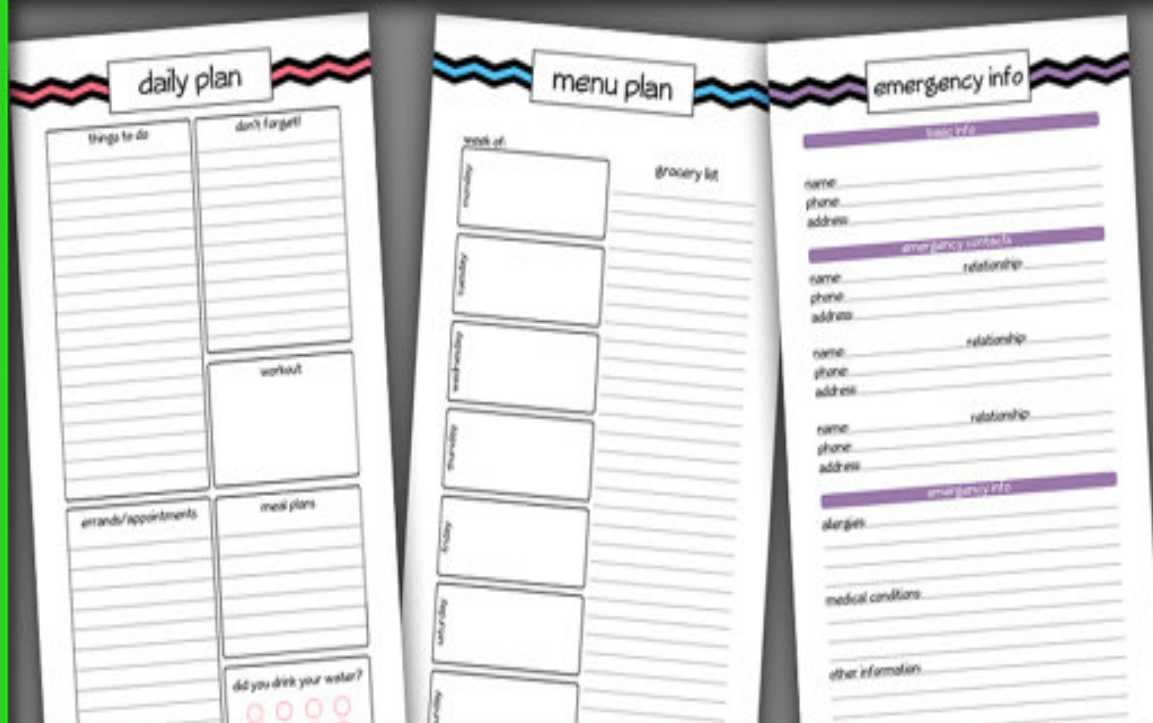 daily plan
things to do
don't forget!
workout
errands/appointments
meal plans
did you drink your water?
menu plan
week of:
grocery list
monday
tuesday
wednesday
thursday
friday
saturday
emergency info
basic info
name
phone
address
emergency contacts
name relationship
phone
address
name relationship
phone
address
name relationship
phone
address
emergency info
allergies
medical conditions
other information